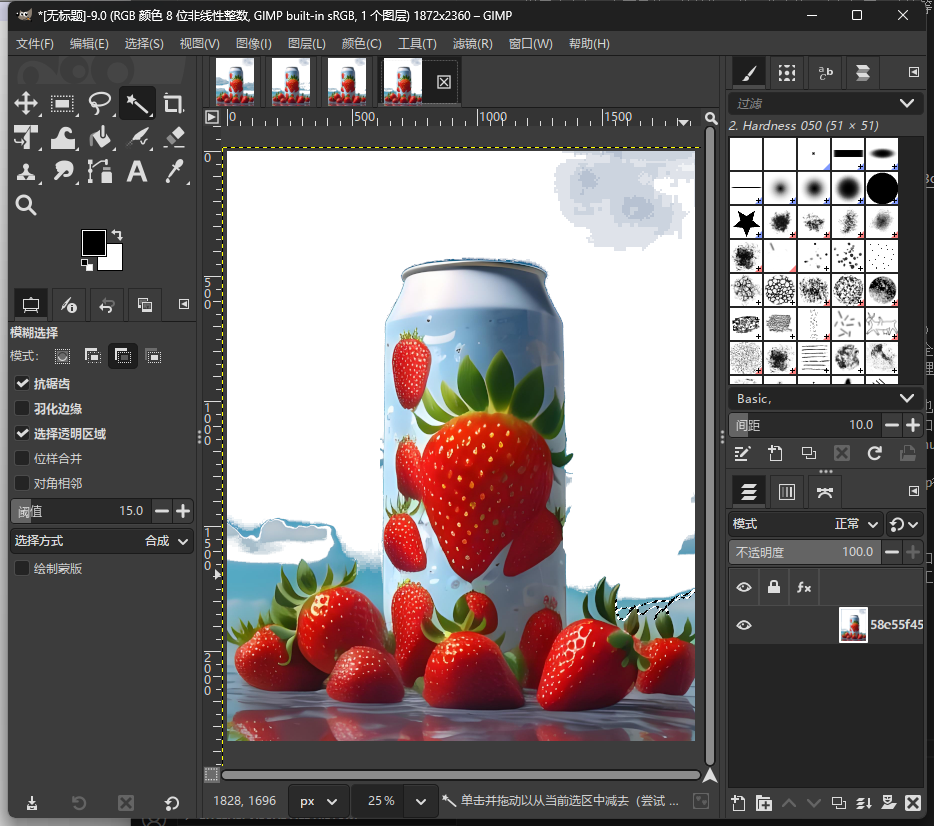 *[无标题]-9.0 (RGB 颜色 8 位非线性整数, GIMP built-in sRGB, 1 个图层) 1872x2360 – GIMP
文件(F) 编辑(E) 选择(S) 视图(V) 图像(I) 图层(L) 颜色(C) 工具(T) 滤镜(R) 窗口(W) 帮助(H)
0 500 1000 1500
0
500
1000
1500
2000
模糊选择
模式:
抗锯齿
羽化边缘
选择透明区域
位样合并
对角相邻
阈值 15.0
选择方式 合成
绘制蒙版
1828, 1696 px 25% 单击并拖动以从当前选区中减去（尝试 ...
过滤
2. Hardness 050 (51 × 51)
Basic,
间距 10.0
模式 正常
不透明度 100.0
58c55f45